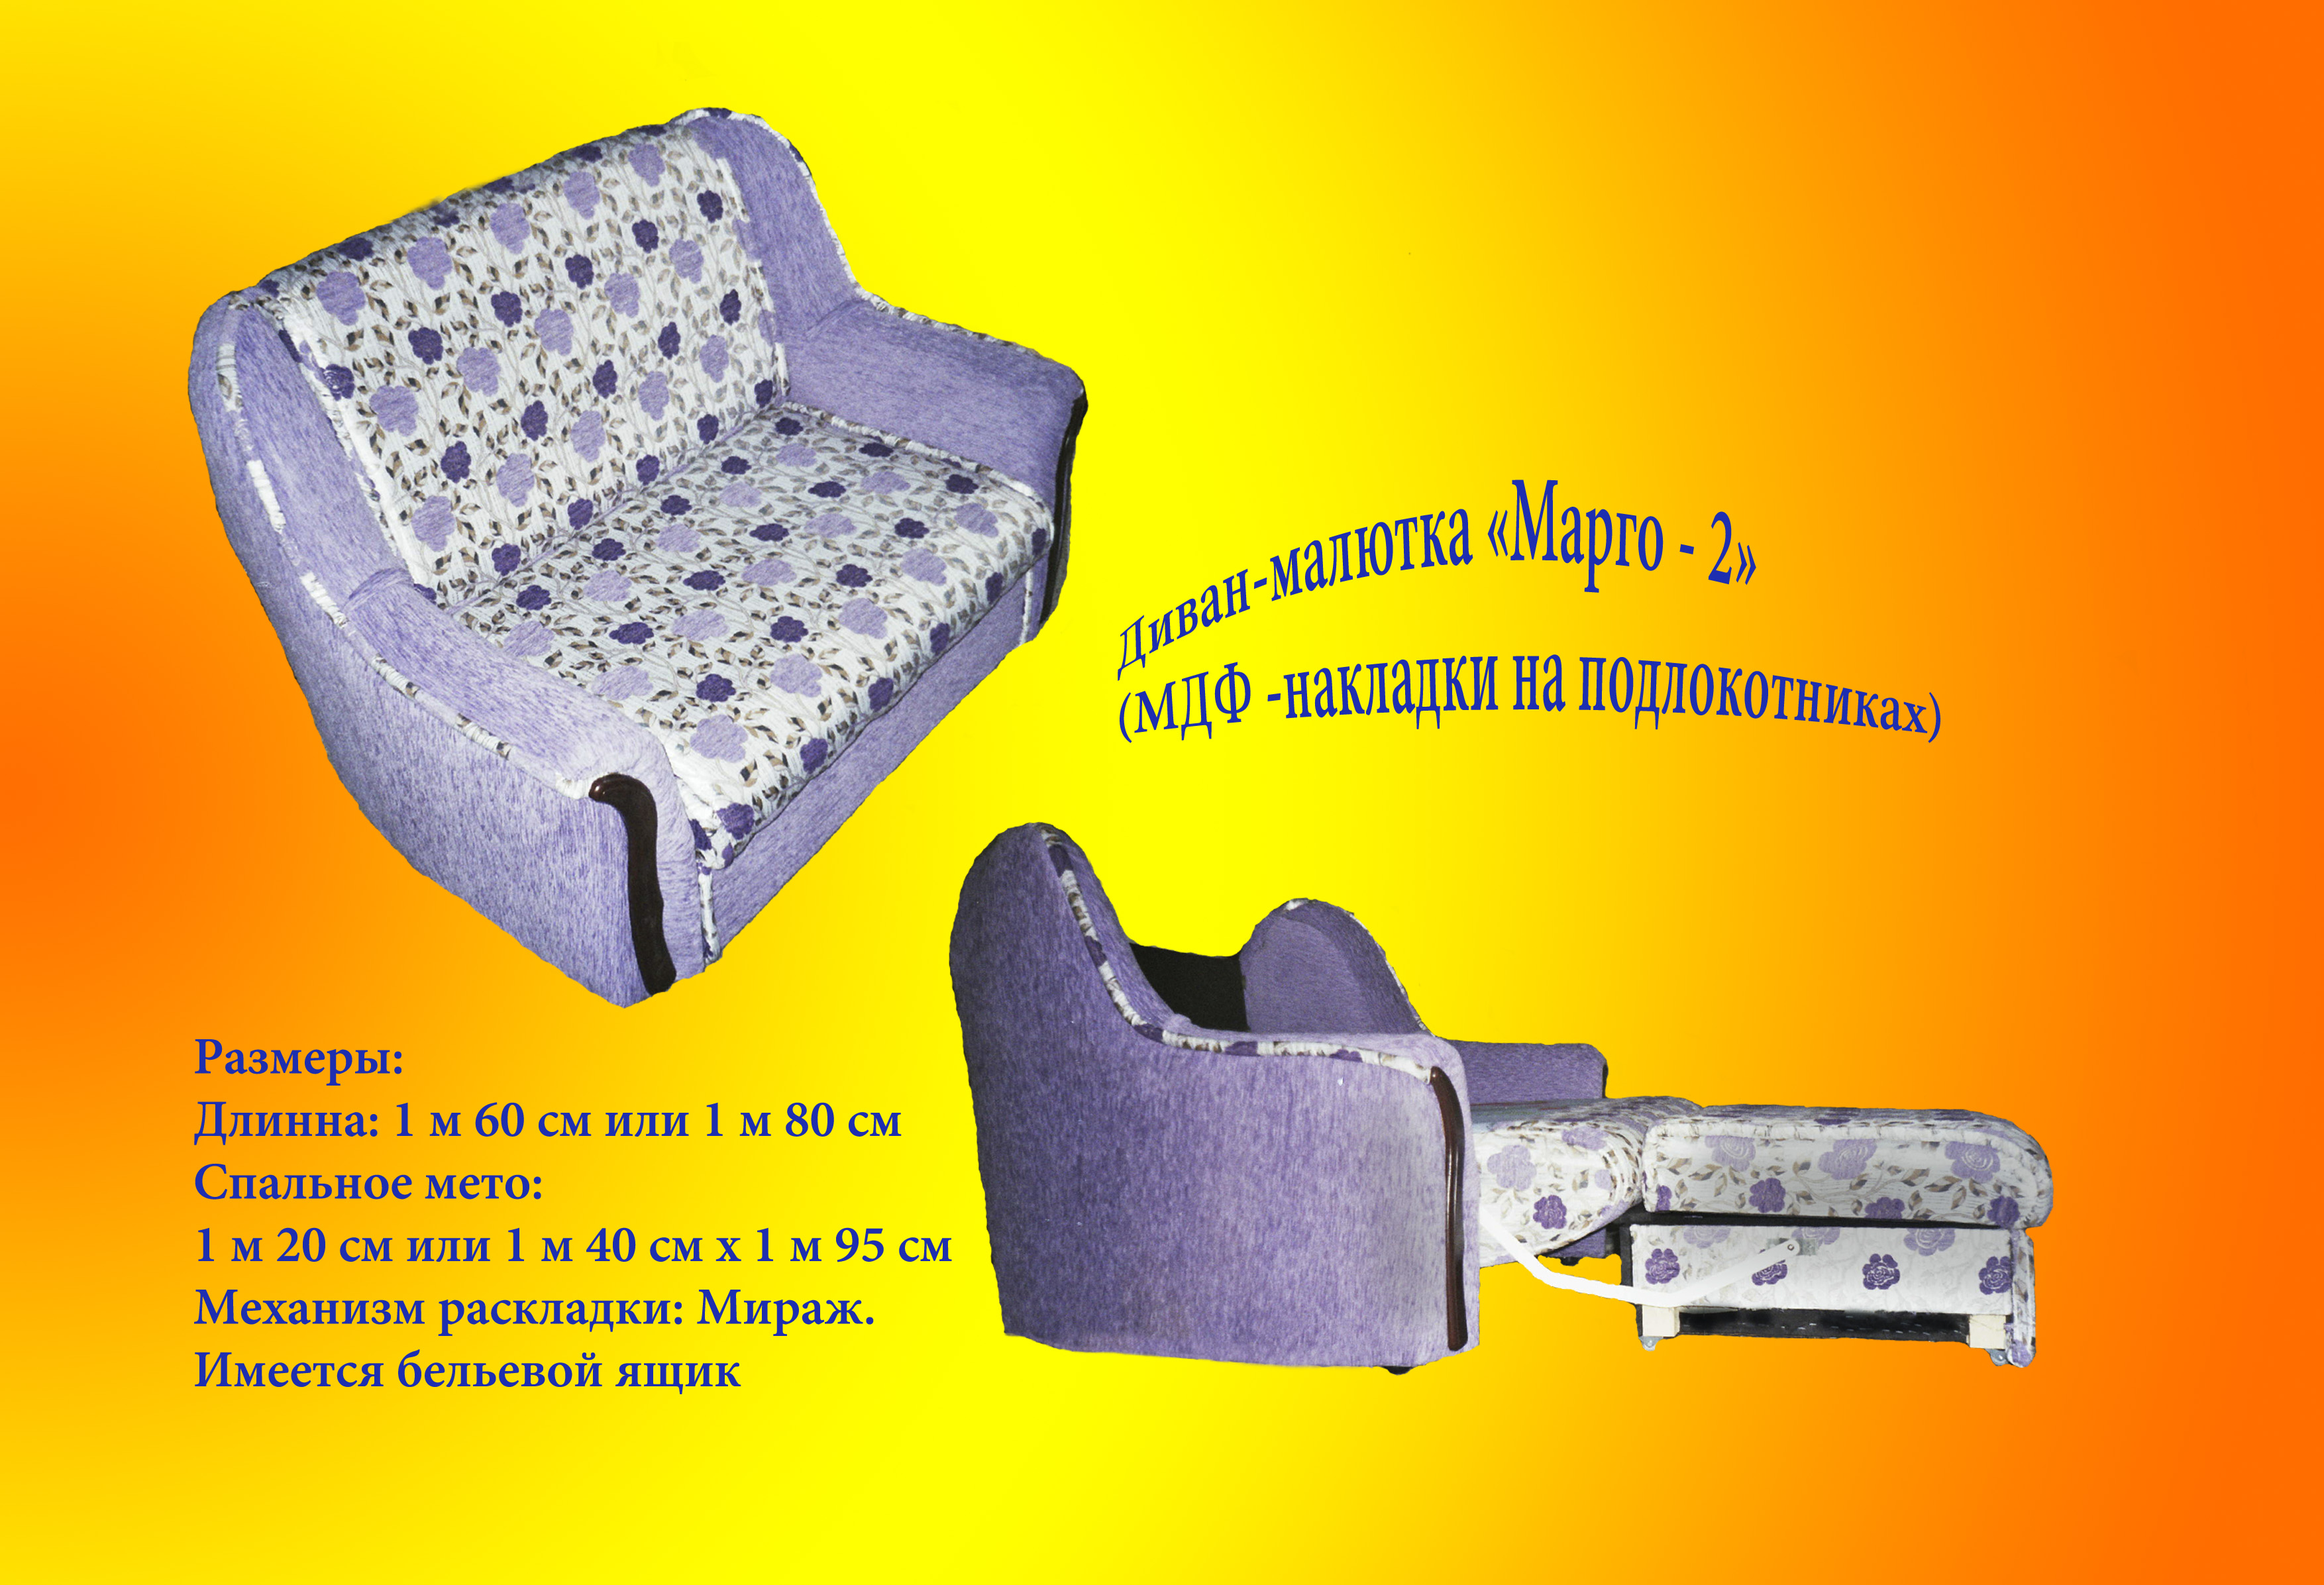 Диван-малютка «Марго - 2»
(МДФ -накладки на подлокотниках)
Размеры:
Длинна: 1 м 60 см или 1 м 80 см
Спальное мето:
1 м 20 см или 1 м 40 см х 1 м 95 см
Механизм раскладки: Мираж.
Имеется бельевой ящик